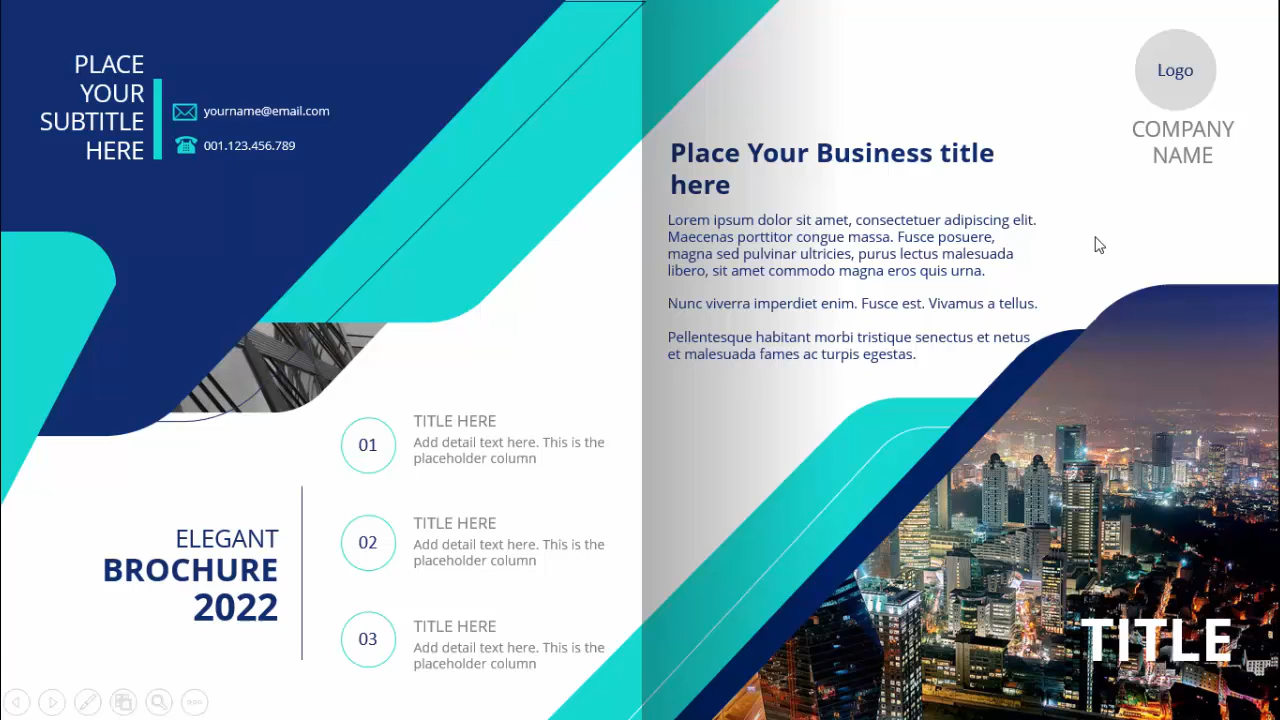 PLACE
YOUR
SUBTITLE
HERE
yourname@email.com
001.123.456.789
01
TITLE HERE
Add detail text here. This is the
placeholder column
02
TITLE HERE
Add detail text here. This is the
placeholder column
03
TITLE HERE
Add detail text here. This is the
placeholder column
ELEGANT
BROCHURE
2022
Logo
COMPANY
NAME
Place Your Business title
here
Lorem ipsum dolor sit amet, consectetuer adipiscing elit.
Maecenas porttitor congue massa. Fusce posuere,
magna sed pulvinar ultricies, purus lectus malesuada
libero, sit amet commodo magna eros quis urna.
Nunc viverra imperdiet enim. Fusce est. Vivamus a tellus.
Pellentesque habitant morbi tristique senectus et netus
et malesuada fames ac turpis egestas.
TITLE